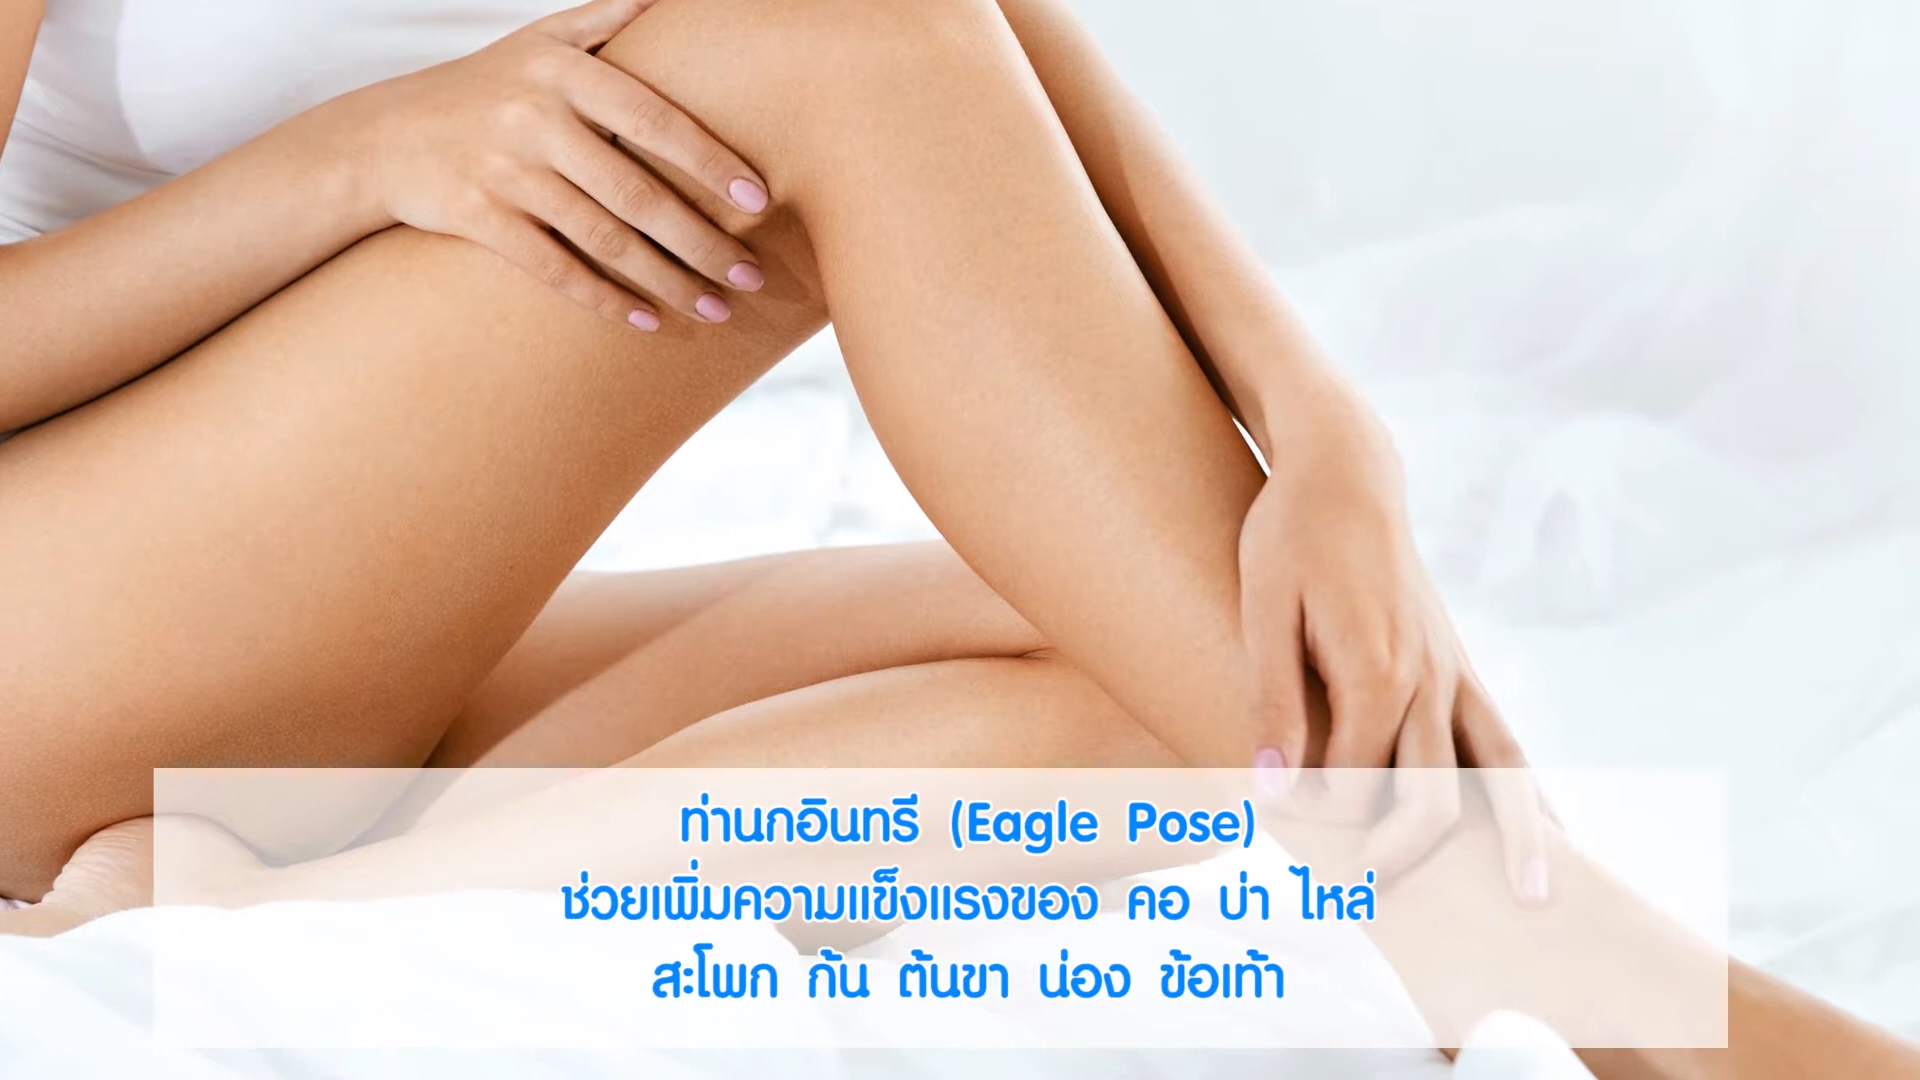 ท่านกอินทรี (Eagle Pose)
ช่วยเพิ่มความแข็งแรงของ คอ บ่า ไหล่
สะโพก ก้น ต้นขา น่อง ข้อเท้า